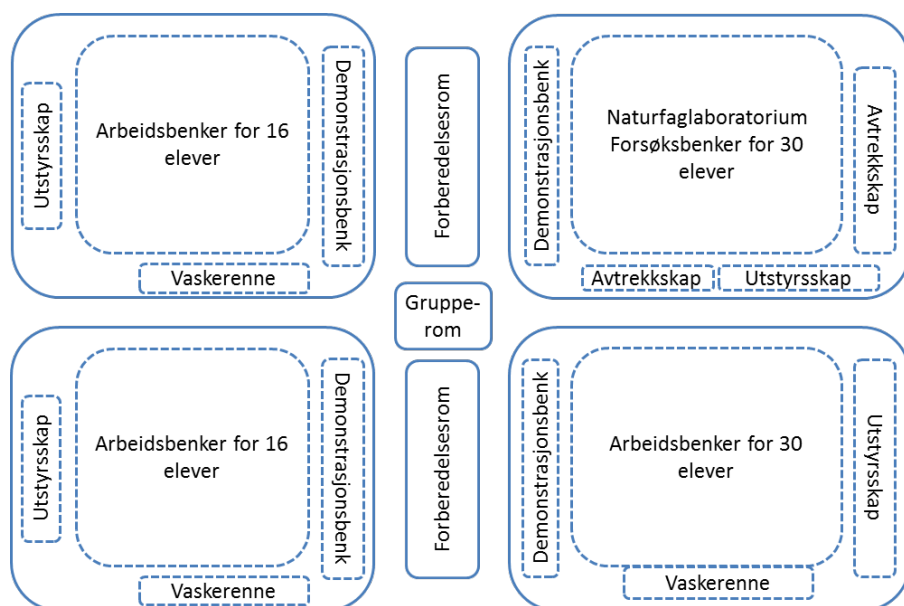 Utstyrsskap
Arbeidsbenker for 16
elever
Demonstrasjonsbenk
Vaskerenne
Forberedelsesrom
Demonstrasjonsbenk
Naturfaglaboratorium
Forsøksbenker for 30
elever
Avtrekkskap
Avtrekkskap
Utstyrsskap
Gruppe-
rom
Utstyrsskap
Arbeidsbenker for 16
elever
Demonstrasjonsbenk
Vaskerenne
Forberedelsesrom
Demonstrasjonsbenk
Arbeidsbenker for 30
elever
Utstyrsskap
Vaskerenne